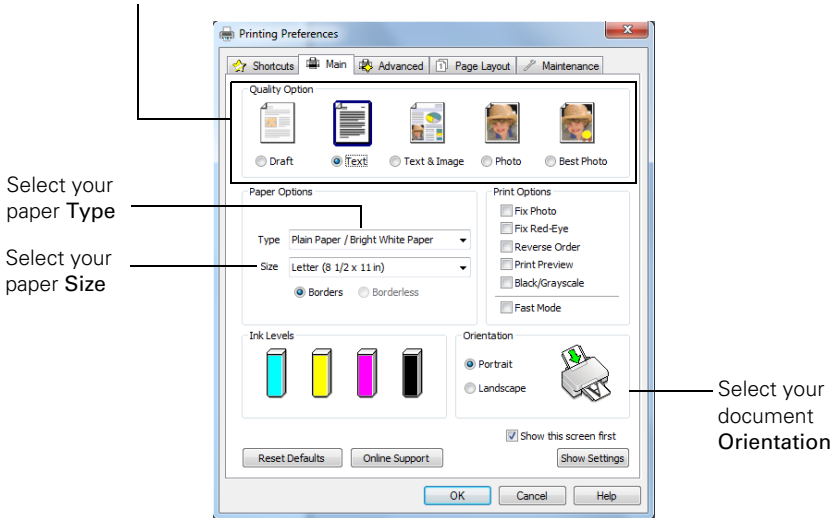 Printing Preferences
Shortcuts Main Advanced 1 Page Layout Maintenance
Quality Option
Draft Text Text & Image Photo Best Photo
Select your
paper Type
Select your
paper Size
Paper Options
Type Plain Paper / Bright White Paper
Size Letter (8 1/2 x 11 in)
Borders Borderless
Print Options
Fix Photo
Fix Red-Eye
Reverse Order
Print Preview
Black/Grayscale
Fast Mode
Ink Levels
Orientation
Portrait
Landscape
Select your
document
Orientation
Show this screen first
Reset Defaults Online Support Show Settings
OK Cancel Help